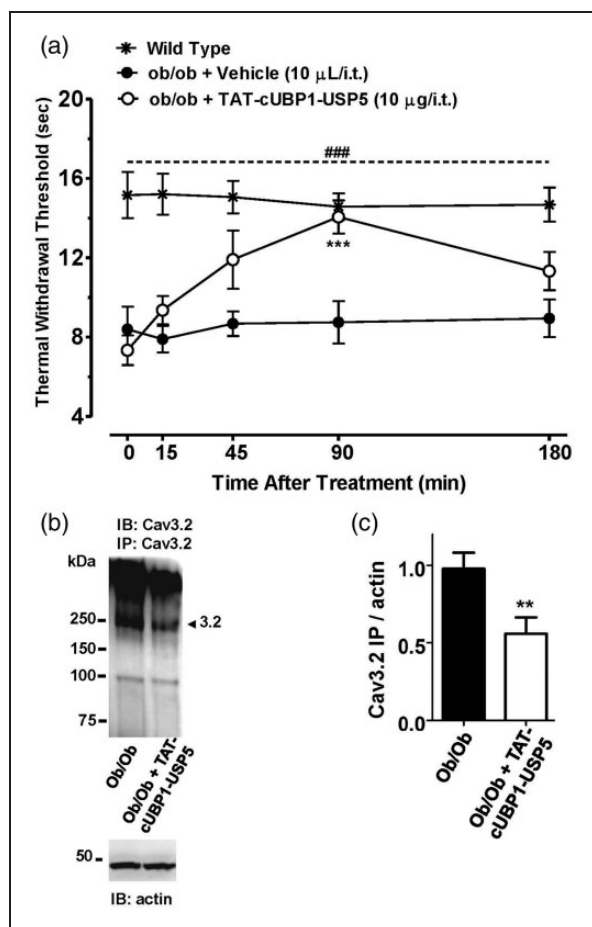 (a)
Wild Type
ob/ob + Vehicle (10 μL/i.t.)
ob/ob + TAT-cUBP1-USP5 (10 μg/i.t.)
Thermal Withdrawal Threshold (sec)
20
16
12
8
4
###
***
0 15 45 90 180
Time After Treatment (min)
(b)
IB: Cav3.2
IP: Cav3.2
kDa
250
150
100
75
3.2
Ob/Ob
Ob/Ob + TAT-
cUBP1-USP5
50
IB: actin
(c)
Cav3.2 IP / actin
1.0
0.5
0.0
**
Ob/Ob
Ob/Ob + TAT-
cUBP1-USP5